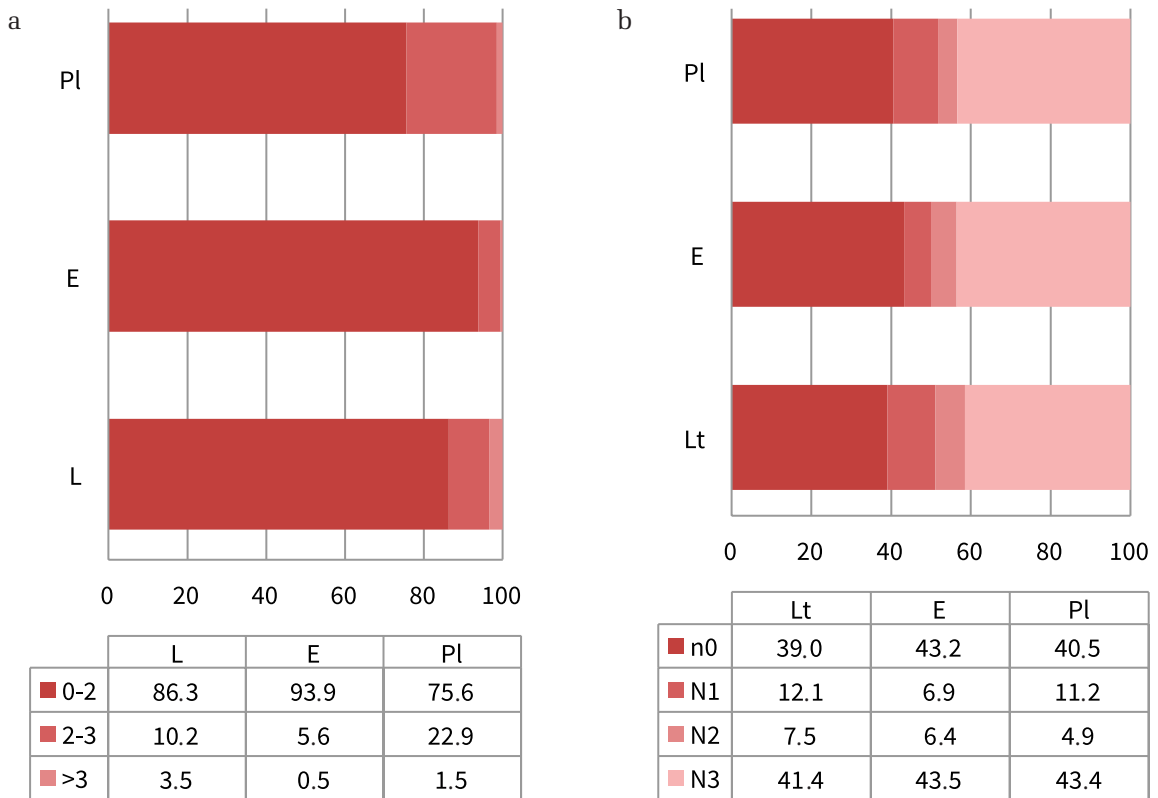 a
Pl
E
L
0 20 40 60 80 100
L E Pl
0-2 86.3 93.9 75.6
2-3 10.2 5.6 22.9
>3 3.5 0.5 1.5
b
Pl
E
Lt
0 20 40 60 80 100
Lt E Pl
n0 39.0 43.2 40.5
N1 12.1 6.9 11.2
N2 7.5 6.4 4.9
N3 41.4 43.5 43.4